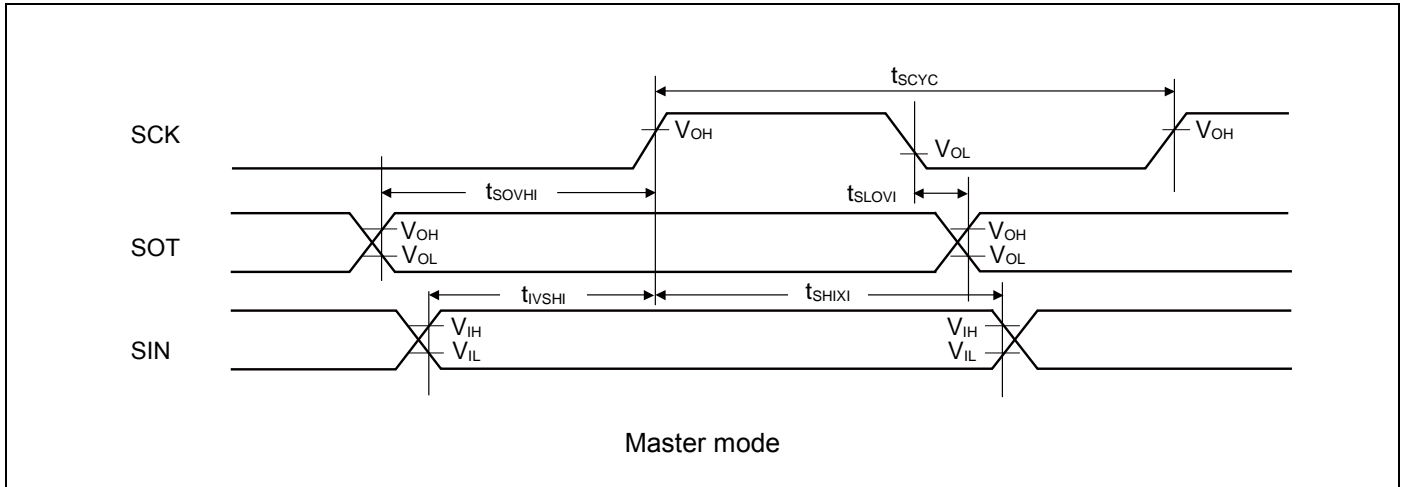 tSCYC
SCK
VOH
VOL
VOH
tSOVHI
tSLOVI
SOT
VOH
VOL
VOH
VOL
tIVSHI
tSHIXI
SIN
VIH
VIL
VIH
VIL
Master mode